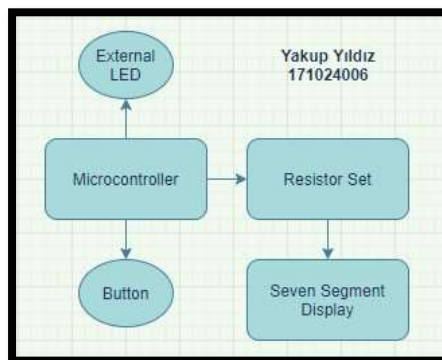 External
LED
Yakup Yıldız
171024006
Microcontroller
Resistor Set
Button
Seven Segment
Display